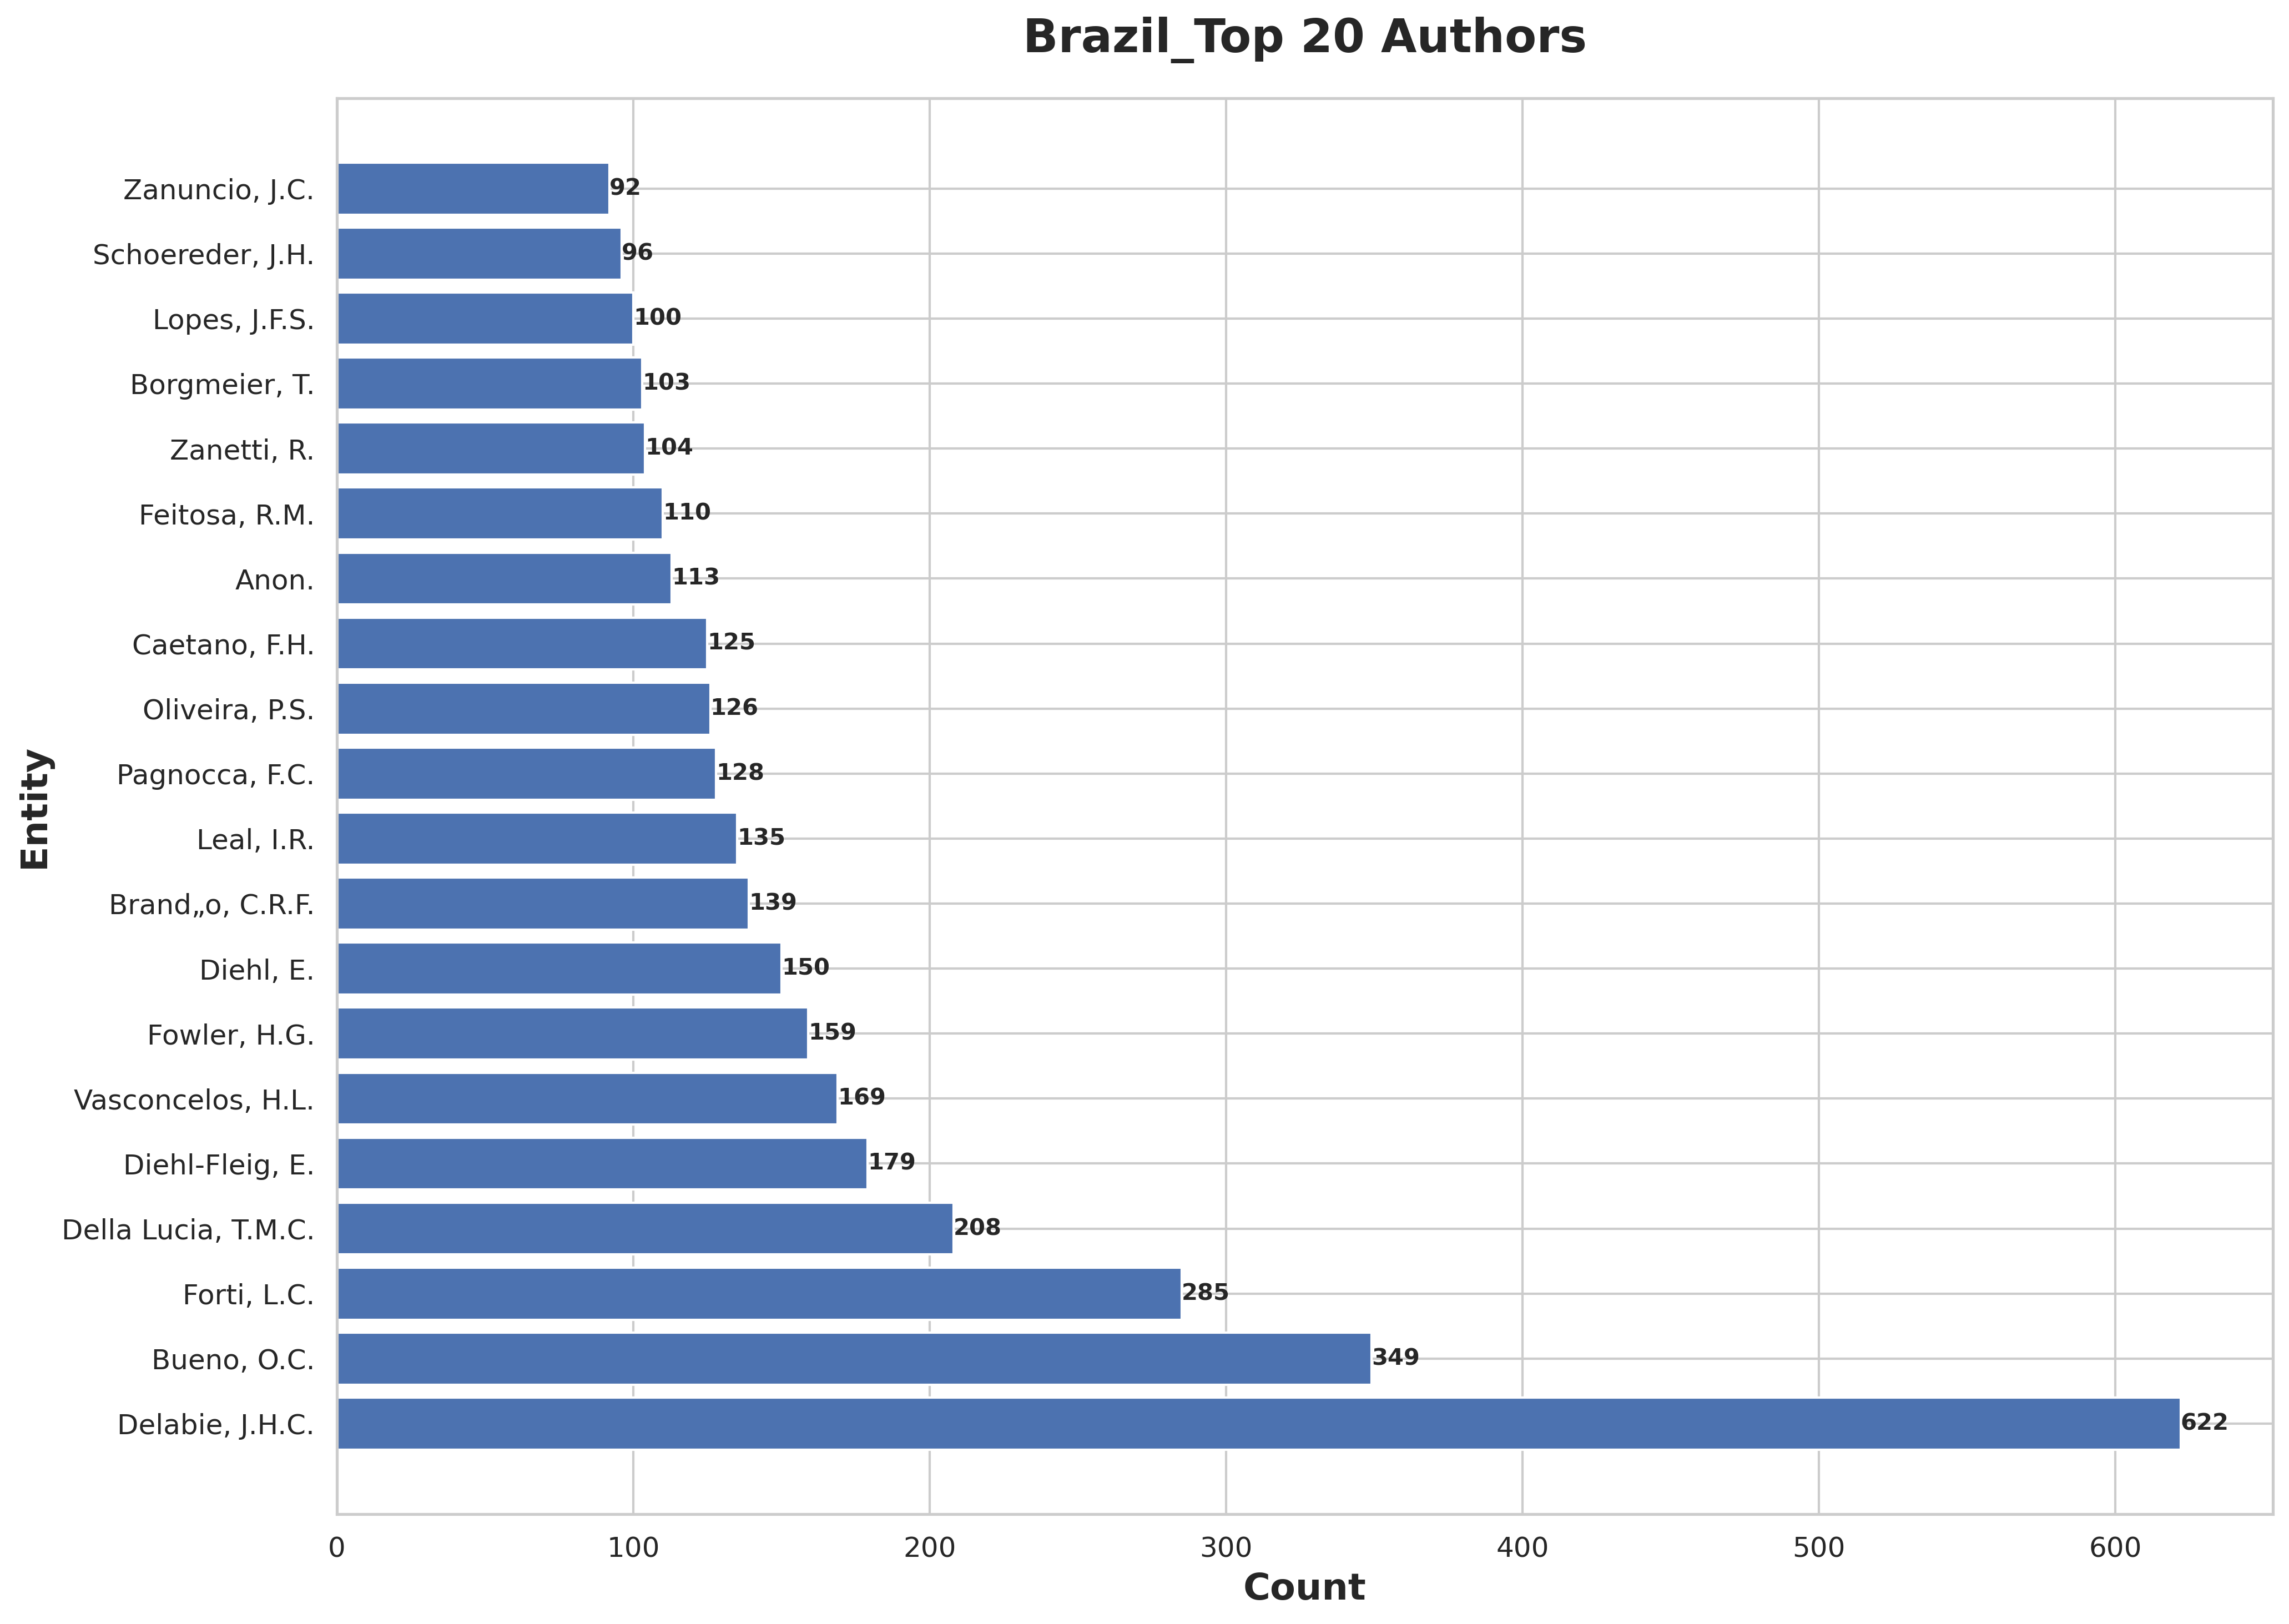 Brazil_Top 20 Authors
Zanuncio, J.C. 92
Schoereder, J.H. 96
Lopes, J.F.S. 100
Borgmeier, T. 103
Zanetti, R. 104
Feitosa, R.M. 110
Anon. 113
Caetano, F.H. 125
Oliveira, P.S. 126
Pagnocca, F.C. 128
Leal, I.R. 135
Brand„o, C.R.F. 139
Diehl, E. 150
Fowler, H.G. 159
Vasconcelos, H.L. 169
Diehl-Fleig, E. 179
Della Lucia, T.M.C. 208
Forti, L.C. 285
Bueno, O.C. 349
Delabie, J.H.C. 622
Entity
0 100 200 300 400 500 600
Count